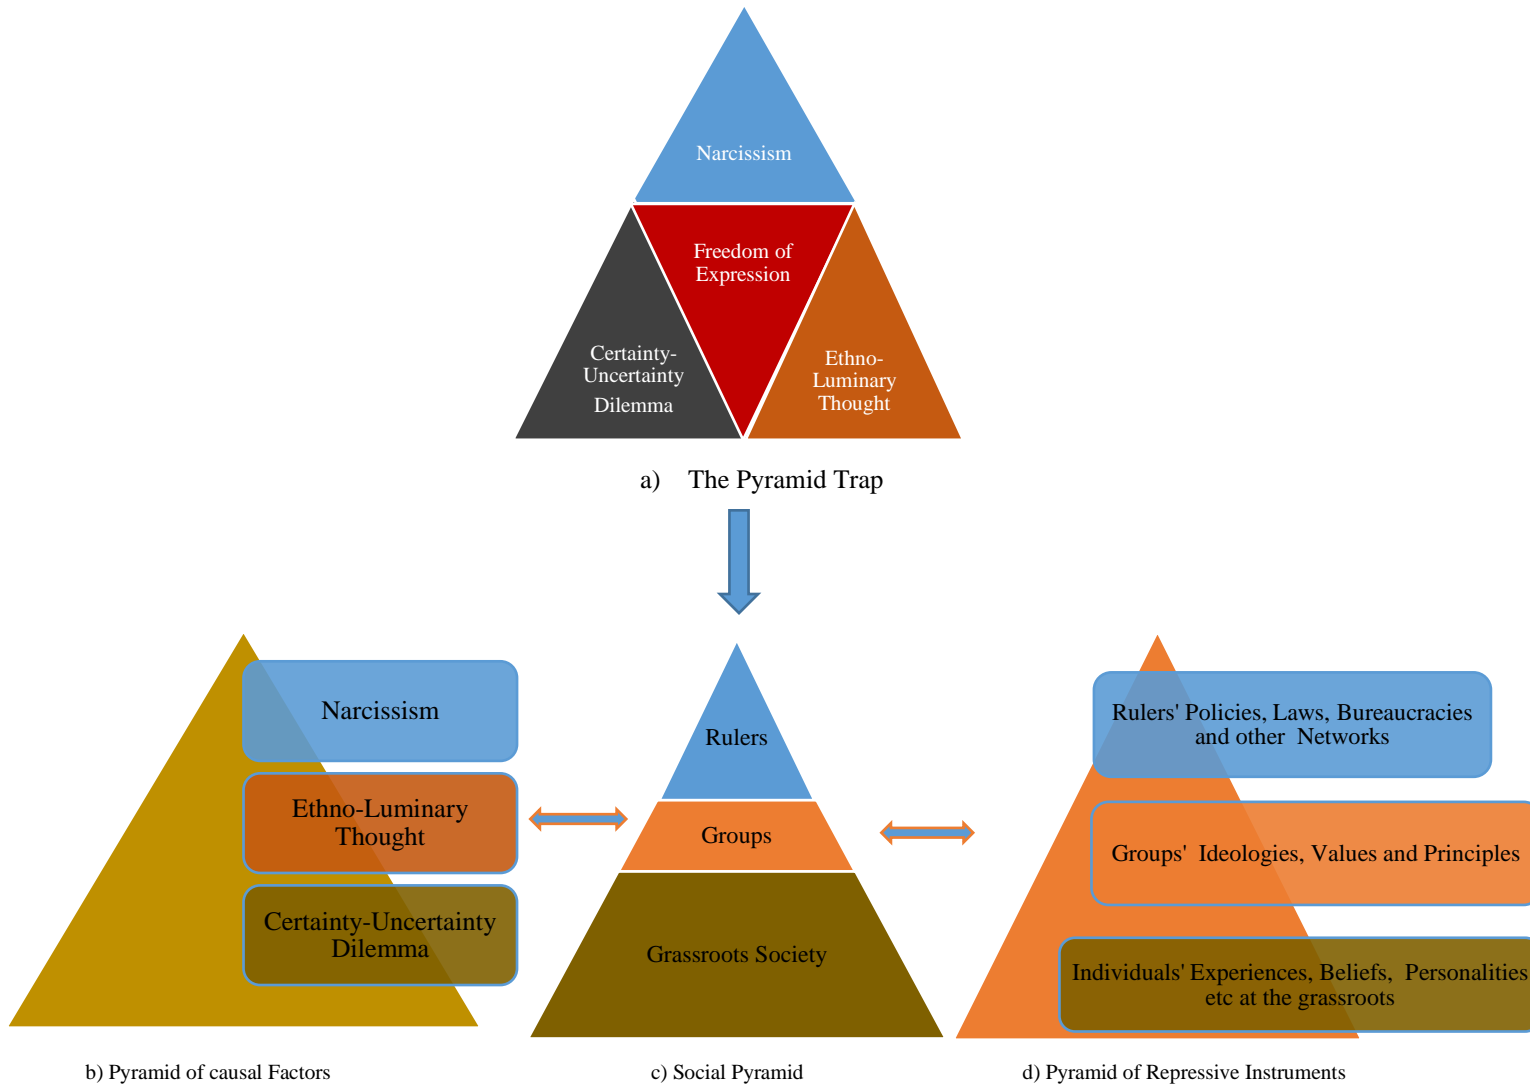 Narcissism
Freedom of
Expression
Certainty-
Uncertainty
Dilemma
Ethno-
Luminary
Thought
a) The Pyramid Trap
Narcissism
Ethno-Luminary
Thought
Certainty-Uncertainty
Dilemma
Rulers
Groups
Grassroots Society
Rulers' Policies, Laws, Bureaucracies
and other Networks
Groups' Ideologies, Values and Principles
Individuals' Experiences, Beliefs, Personalities
etc at the grassroots
b) Pyramid of causal Factors
c) Social Pyramid
d) Pyramid of Repressive Instruments